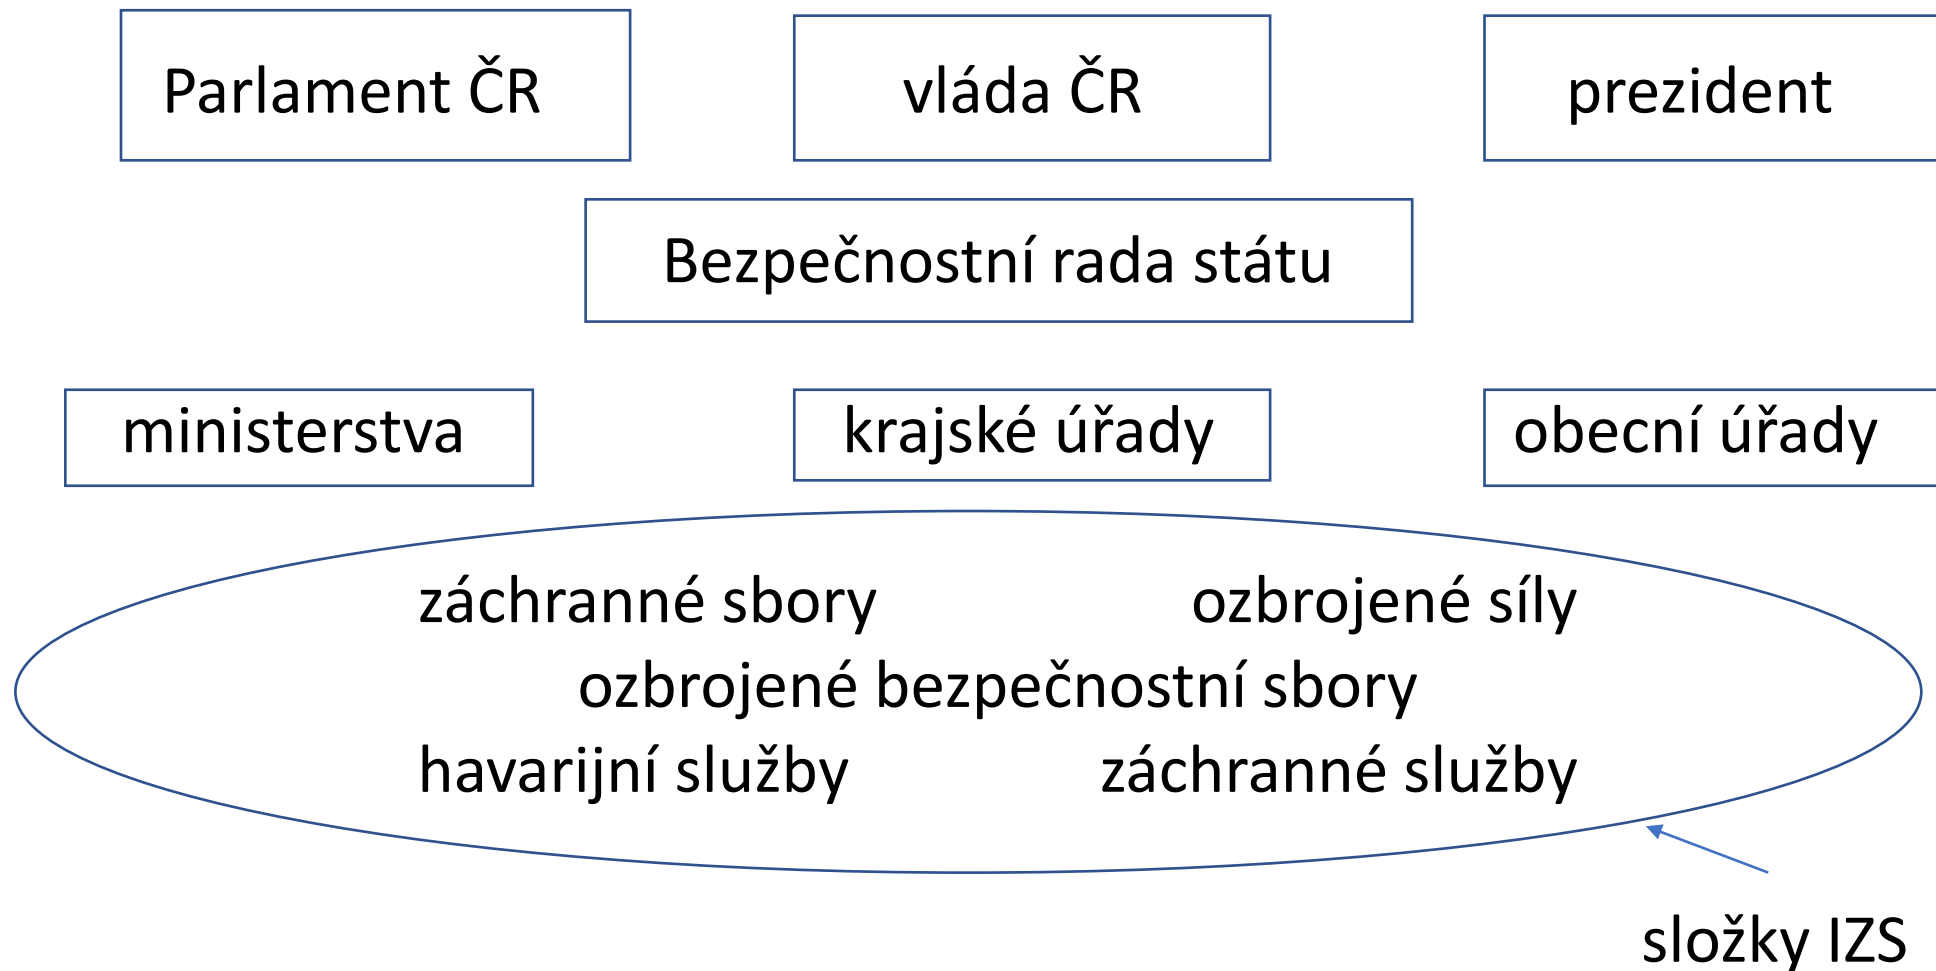 Parlament ČR
vláda ČR
prezident
Bezpečnostní rada státu
ministerstva
krajské úřady
obecní úřady
záchranné sbory
ozbrojené síly
ozbrojené bezpečnostní sbory
havarijní služby
záchranné služby
složky IZS